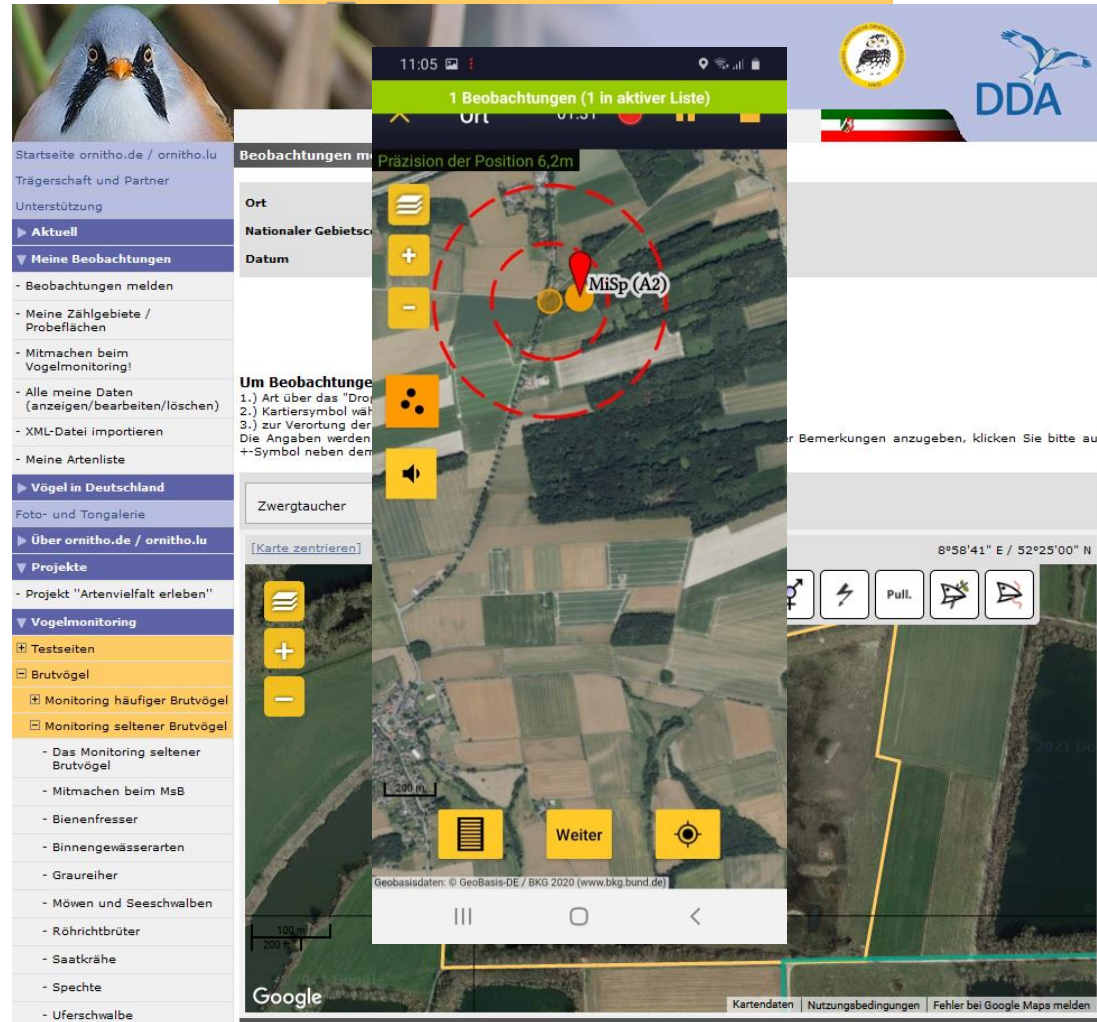 DDA
Startseite ornitho.de / ornitho.lu
Trägerschaft und Partner
Unterstützung
Aktuell
Meine Beobachtungen
- Beobachtungen melden
- Meine Zählgebiete /
Probeflächen
- Mitmachen beim
Vogelmonitoring!
- Alle meine Daten
(anzeigen/bearbeiten/löschen)
- XML-Datei importieren
- Meine Artenliste
Vögel in Deutschland
Foto- und Tongalerie
Über ornitho.de / ornitho.lu
Projekte
- Projekt "Artenvielfalt erleben"
Vogelmonitoring
Testseiten
Brutvögel
Monitoring häufiger Brutvögel
Monitoring seltener Brutvögel
- Das Monitoring seltener
Brutvögel
- Mitmachen beim MsB
- Bienenfresser
- Binnengewässerarten
- Graureiher
- Möwen und Seeschwalben
- Röhrichtbrüter
- Saatkrähe
- Spechte
- Uferschwalbe
Beobachtungen m
Ort
Nationaler Gebietsc
Datum
Um Beobachtunge
1.) Art über das "Drop
2.) Kartiersymbol wäh
3.) zur Verortung der
Die Angaben werden
+-Symbol neben dem
r Bemerkungen anzugeben, klicken Sie bitte au
Zwergtaucher
[Karte zentrieren]
8°58'41" E / 52°25'00" N
Pull.
100 m
200 ft
Google
Kartendaten
Nutzungsbedingungen
Fehler bei Google Maps melden
11:05
1 Beobachtungen (1 in aktiver Liste)
Ort
01:31
Präzision der Position 6,2m
+
MiSp (A2)
−
200 m
Weiter
Geobasisdaten: © GeoBasis-DE / BKG 2020 (www.bkg.bund.de)